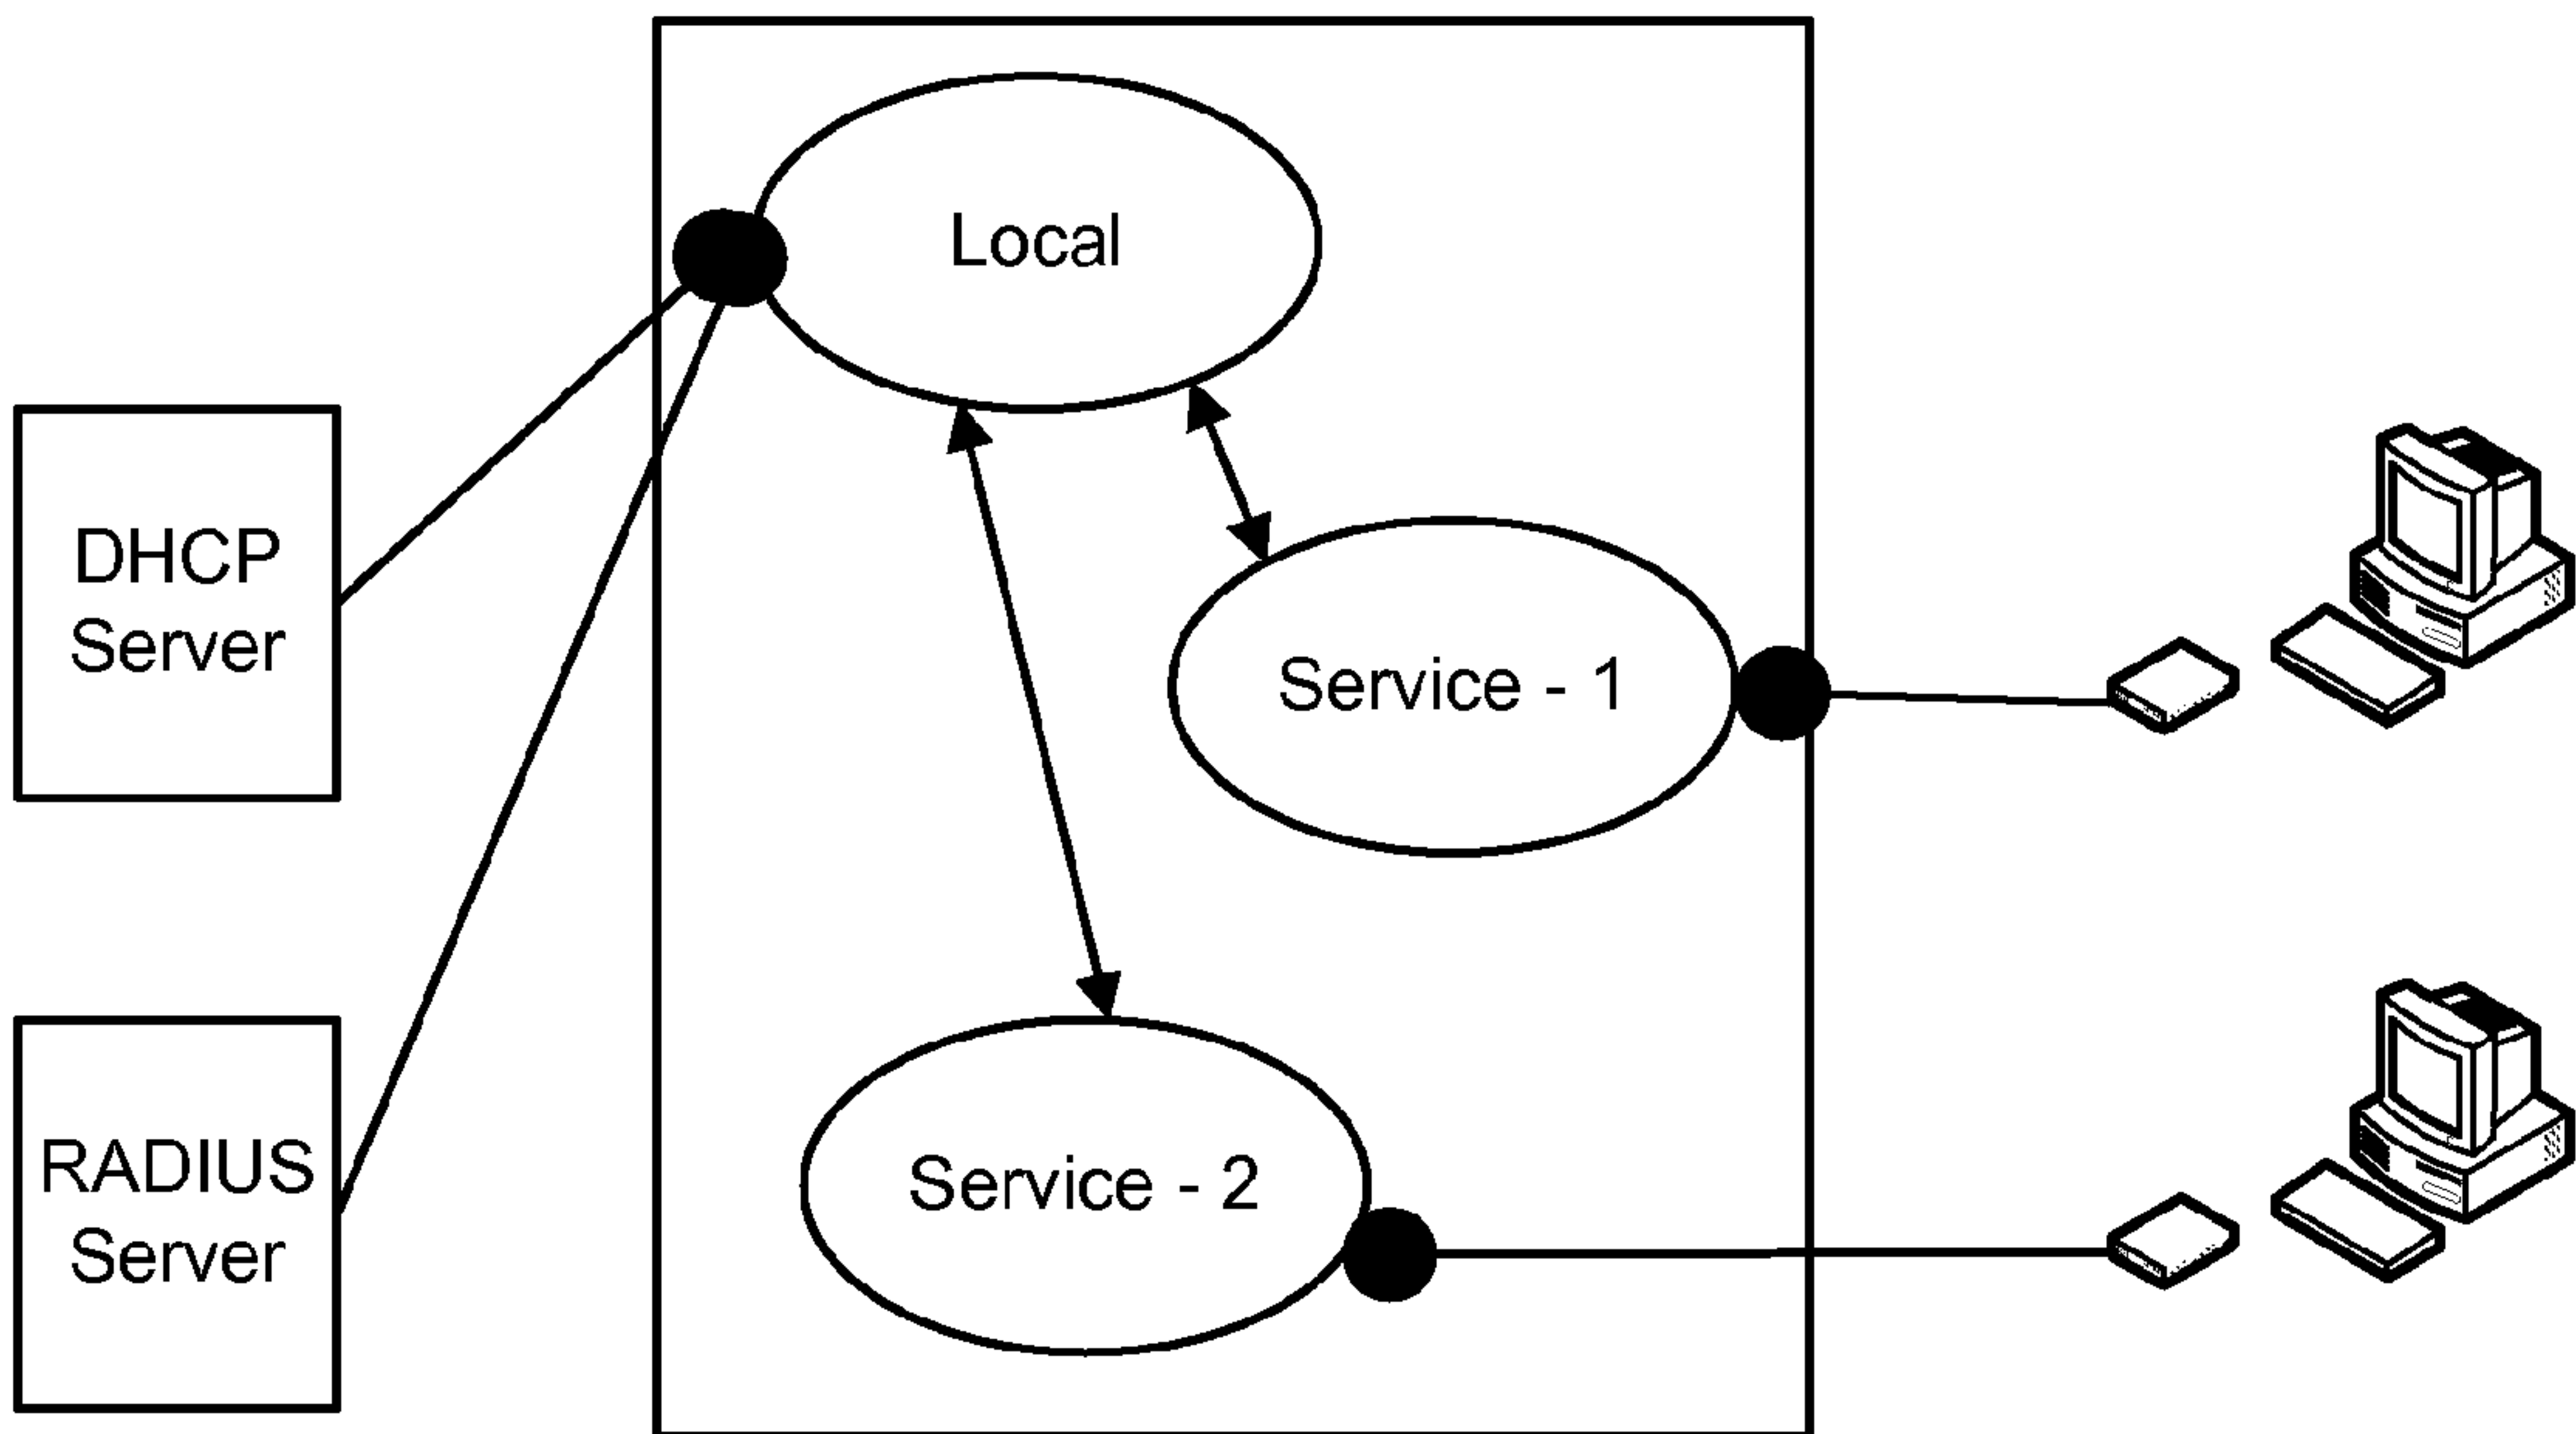 Local
DHCP
Server
Service - 1
RADIUS
Server
Service - 2